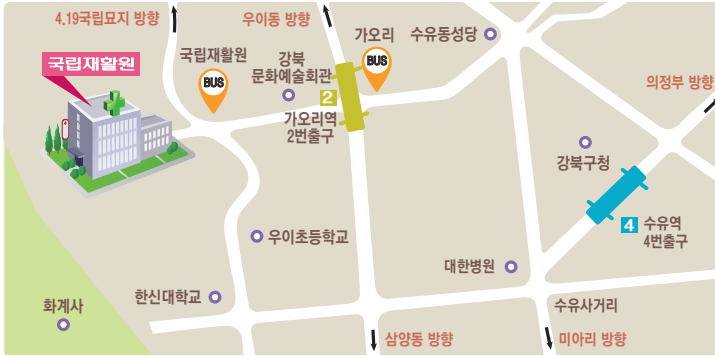 4.19국립묘지 방향
우이동 방향
가오리
수유동성당
국립재활원
국립재활원
BUS
강북
문화예술회관
BUS
의정부 방향
2
가오리역
2번출구
강북구청
4
수유역
4번출구
우이초등학교
대한병원
한신대학교
화계사
수유사거리
삼양동 방향
미아리 방향